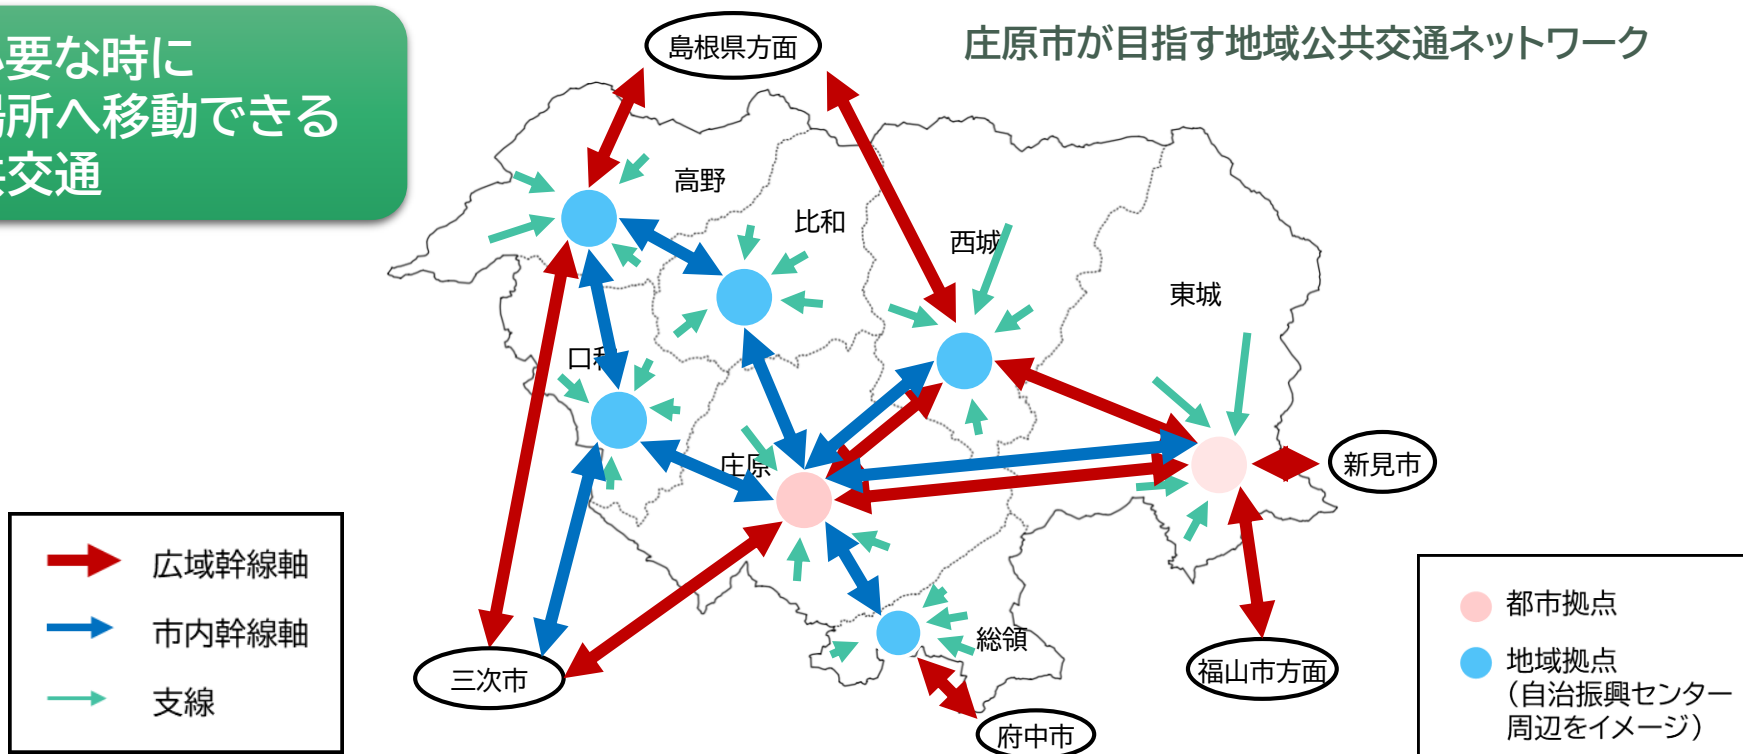 要な時に
場所へ移動できる
共交通
庄原市が目指す地域公共交通ネットワーク
島根県方面
高野
比和
西城
東城
口和
庄原
総領
新見市
三次市
福山市方面
府中市
広域幹線軸
市内幹線軸
支線
都市拠点
地域拠点
（自治振興センター
周辺をイメージ）